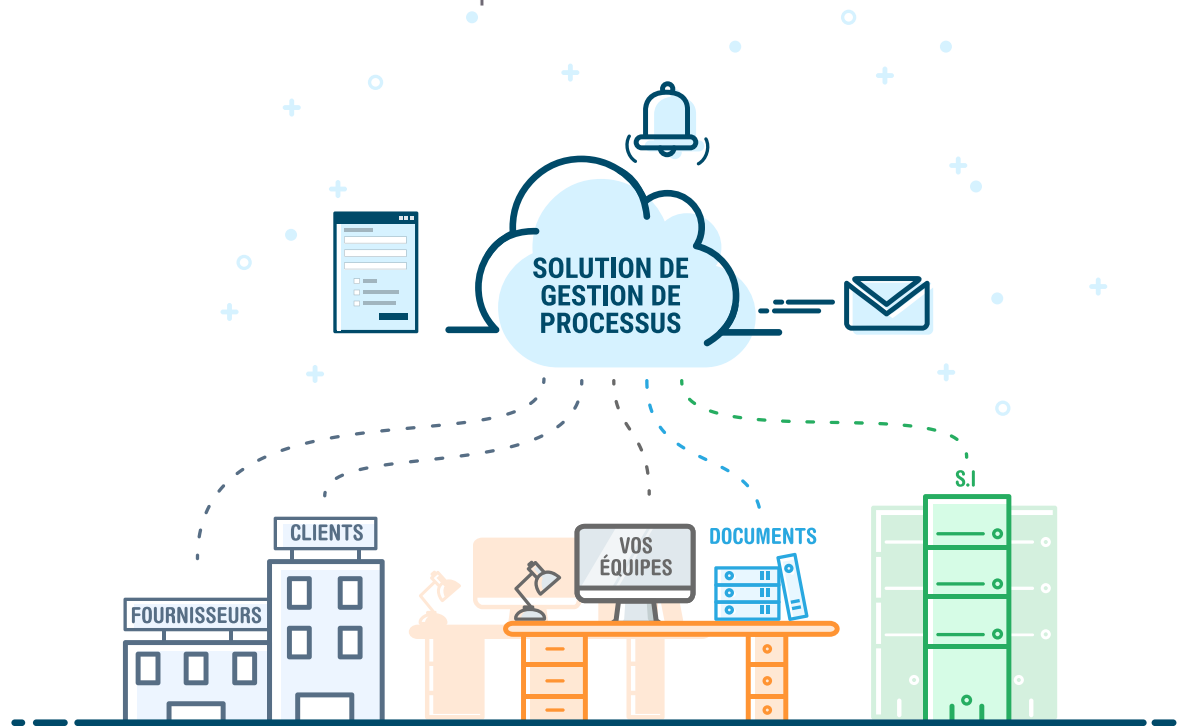 SOLUTION DE
GESTION DE
PROCESSUS
S.I
CLIENTS
VOS
ÉQUIPES
DOCUMENTS
FOURNISSEURS